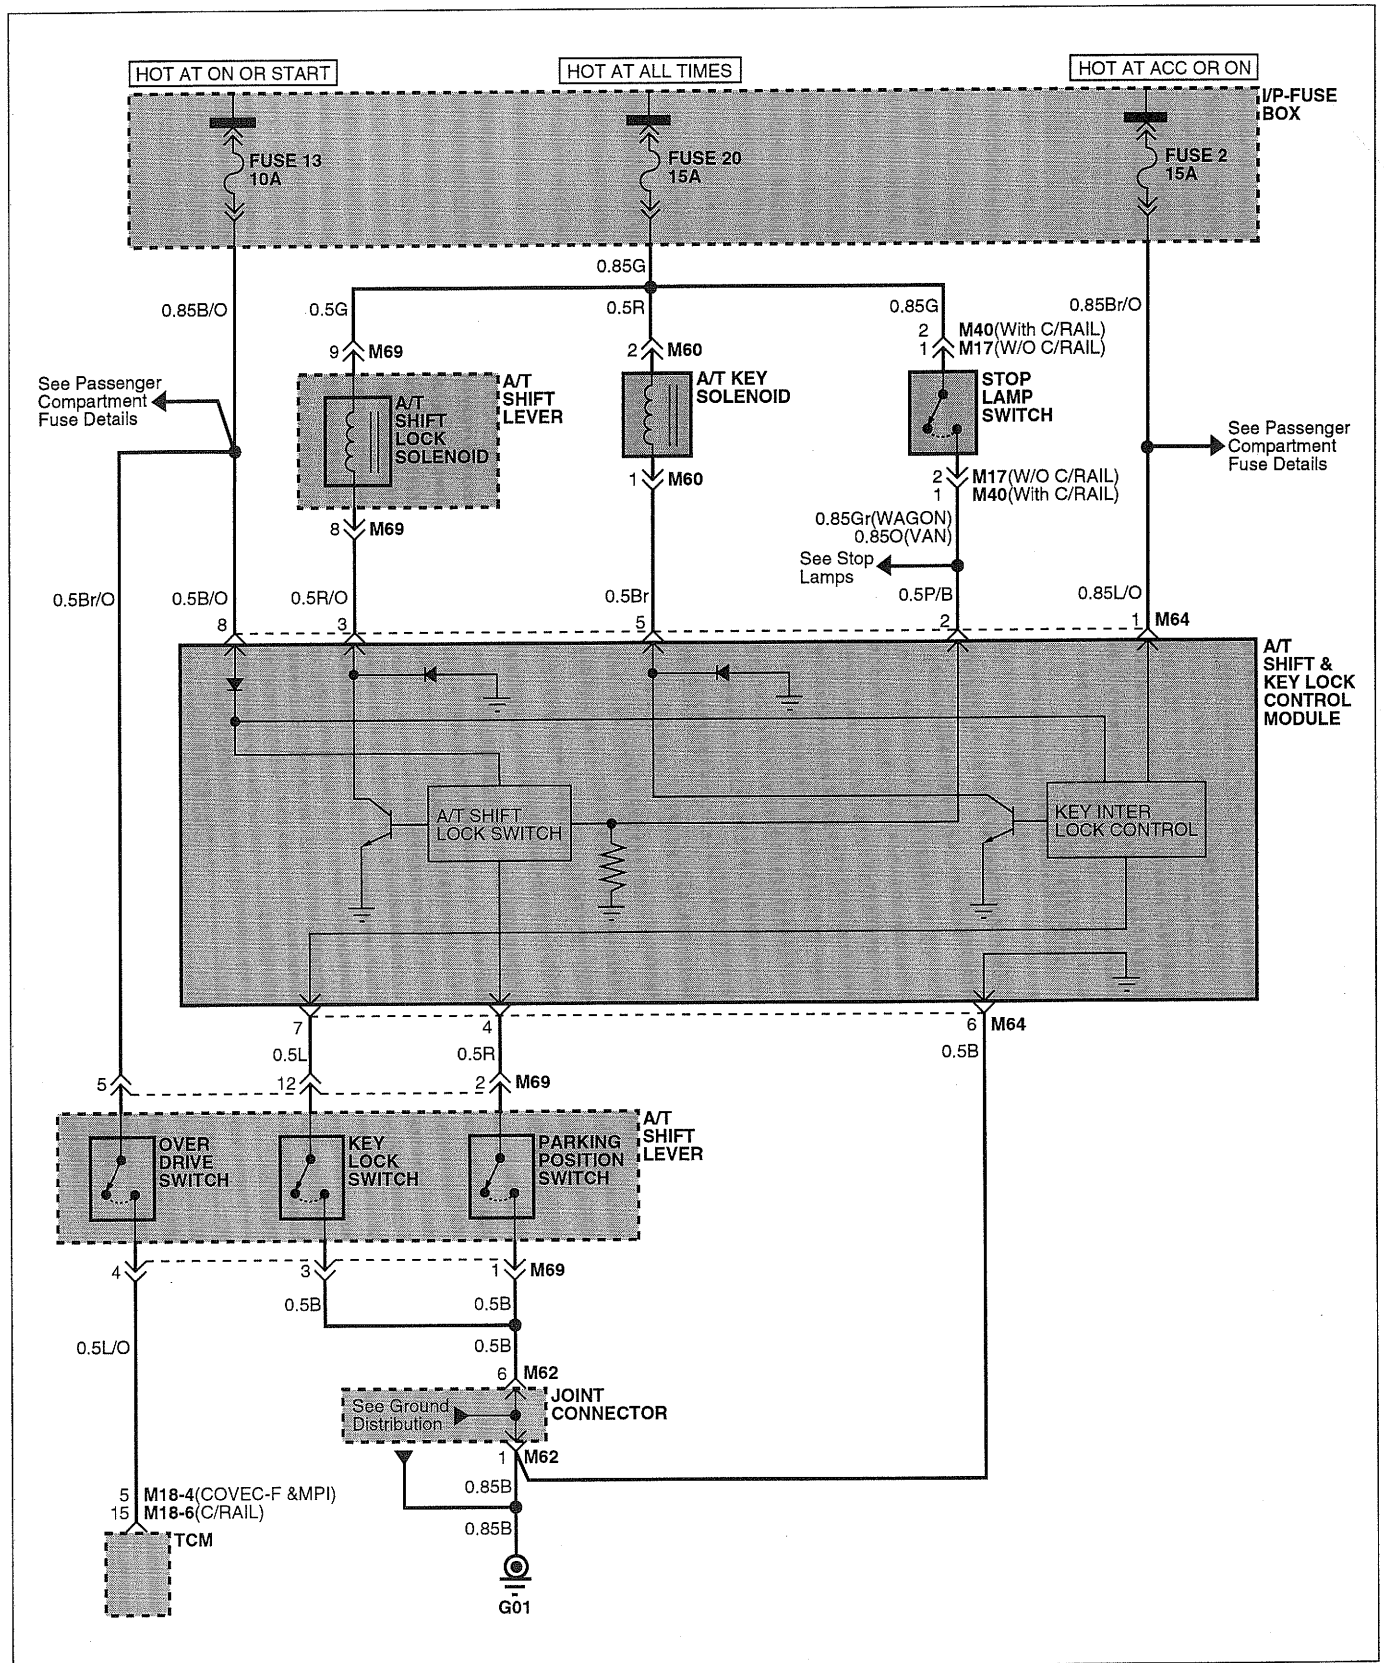 HOT AT ON OR START
HOT AT ALL TIMES
HOT AT ACC OR ON
I/P-FUSE
BOX
FUSE 13
10A
FUSE 20
15A
FUSE 2
15A
0.85G
0.85B/O
0.5G
0.5R
0.85G
0.85Br/O
2 M40(With C/RAIL)
1 M17(W/O C/RAIL)
9 M69
2 M60
See Passenger
Compartment
Fuse Details
A/T
SHIFT
LEVER
A/T
SHIFT
LOCK
SOLENOID
A/T KEY
SOLENOID
STOP
LAMP
SWITCH
See Passenger
Compartment
Fuse Details
8 M69
1 M60
2 M17(W/O C/RAIL)
1 M40(With C/RAIL)
0.85Gr(WAGON)
0.85O(VAN)
See Stop
Lamps
0.5Br/O
0.5B/O
0.5R/O
0.5Br
0.5P/B
0.85L/O
8
3
5
2
1 M64
A/T
SHIFT &
KEY LOCK
CONTROL
MODULE
A/T SHIFT
LOCK SWITCH
KEY INTER
LOCK CONTROL
7
4
6 M64
0.5L
0.5R
0.5B
5
12
2 M69
A/T
SHIFT
LEVER
OVER
DRIVE
SWITCH
KEY
LOCK
SWITCH
PARKING
POSITION
SWITCH
4
3
1 M69
0.5B
0.5B
0.5L/O
0.5B
6 M62
See Ground
Distribution
JOINT
CONNECTOR
1 M62
0.85B
5 M18-4(COVEC-F &MPI)
15 M18-6(C/RAIL)
0.85B
TCM
G01